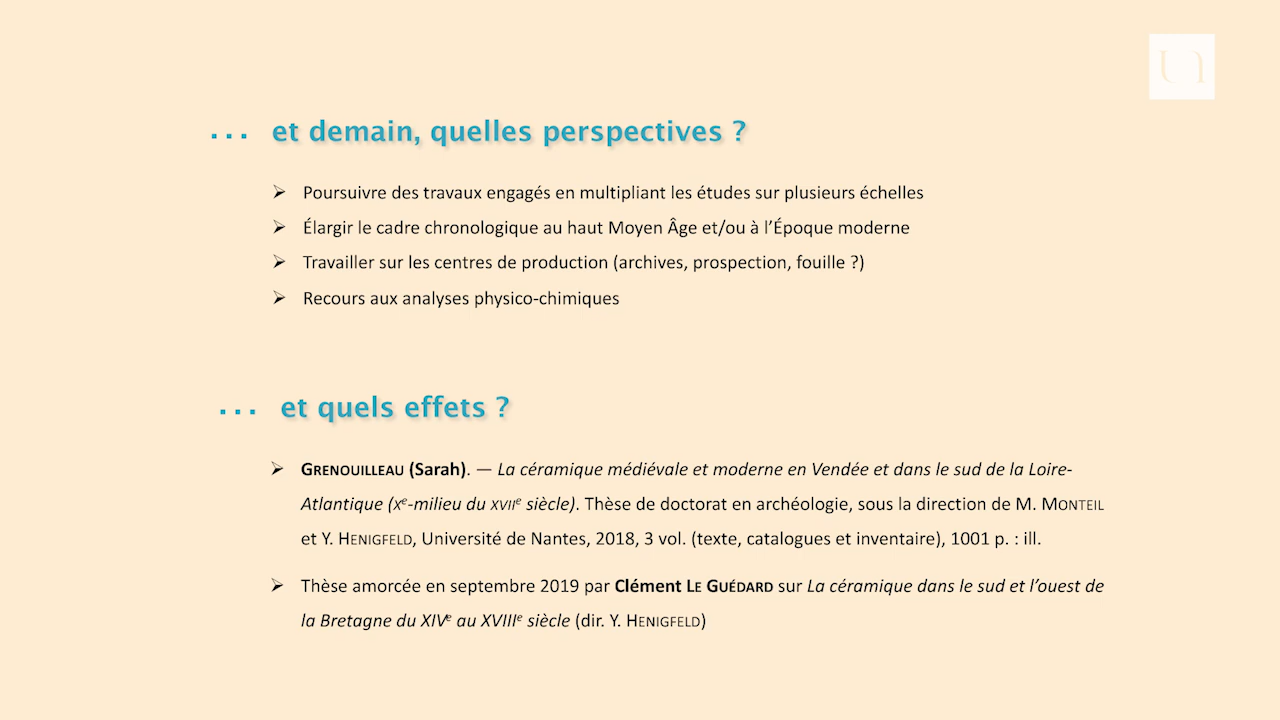 ... et demain, quelles perspectives ?
➢ Poursuivre des travaux engagés en multipliant les études sur plusieurs échelles
➢ Élargir le cadre chronologique au haut Moyen Âge et/ou à l’Époque moderne
➢ Travailler sur les centres de production (archives, prospection, fouille ?)
➢ Recours aux analyses physico-chimiques
... et quels effets ?
➢ GRENOUILLEAU (Sarah). — La céramique médiévale et moderne en Vendée et dans le sud de la Loire-
Atlantique (Xe-milieu du XVIIe siècle). Thèse de doctorat en archéologie, sous la direction de M. MONTEIL
et Y. HENIGFELD, Université de Nantes, 2018, 3 vol. (texte, catalogues et inventaire), 1001 p. : ill.
➢ Thèse amorcée en septembre 2019 par Clément LE GUÉDARD sur La céramique dans le sud et l’ouest de
la Bretagne du XIVe au XVIIIe siècle (dir. Y. HENIGFELD)